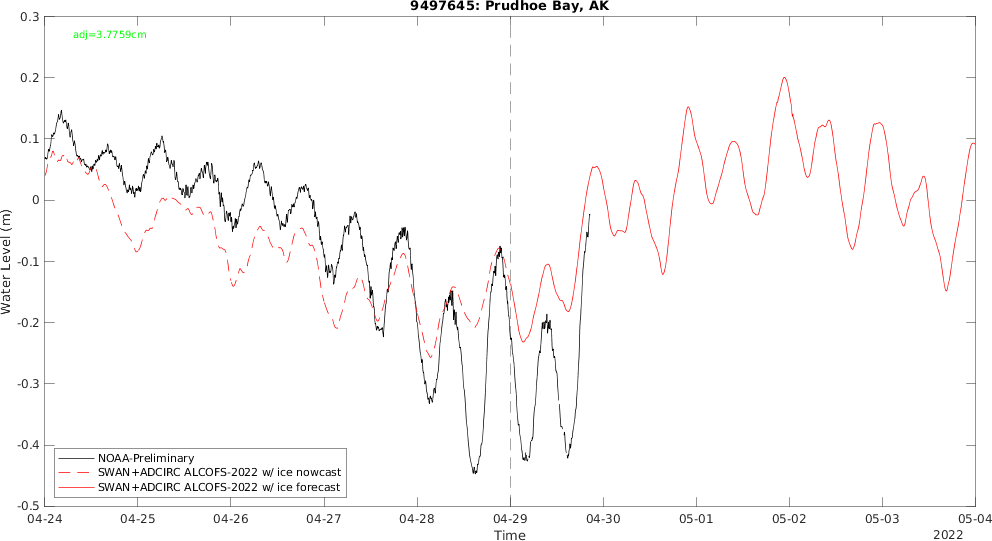 9497645: Prudhoe Bay, AK
adj=3.7759cm
0.3
0.2
0.1
0
-0.1
-0.2
-0.3
-0.4
-0.5
Water Level (m)
NOAA-Preliminary
SWAN+ADCIRC ALCOFS-2022 w/ ice nowcast
SWAN+ADCIRC ALCOFS-2022 w/ ice forecast
04-24 04-25 04-26 04-27 04-28 04-29 04-30 05-01 05-02 05-03 05-04
Time
2022